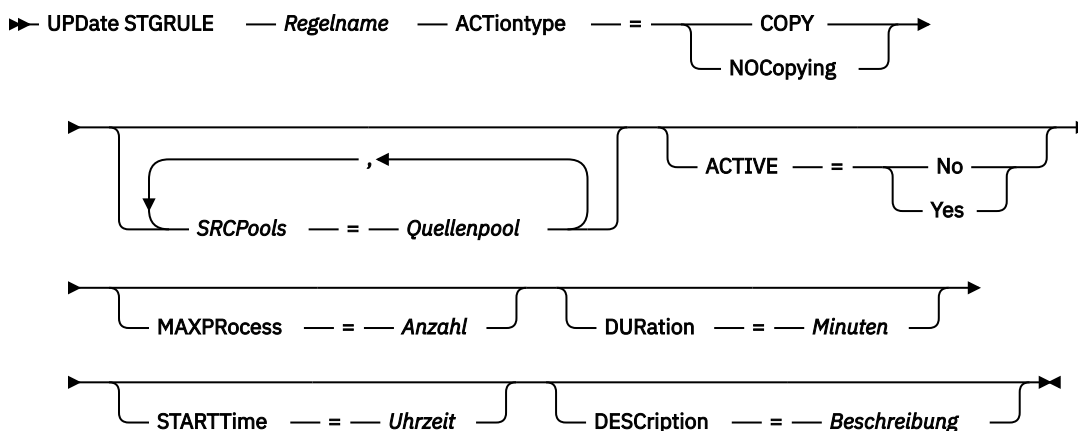 UPDate STGRULE Regelname ACTiontype = COPY
NOCopying
,
SRCPools = Quellenpool
ACTIVE = No
Yes
MAXPRocess = Anzahl DURation = Minuten
STARTTime = Uhrzeit DESCription = Beschreibung